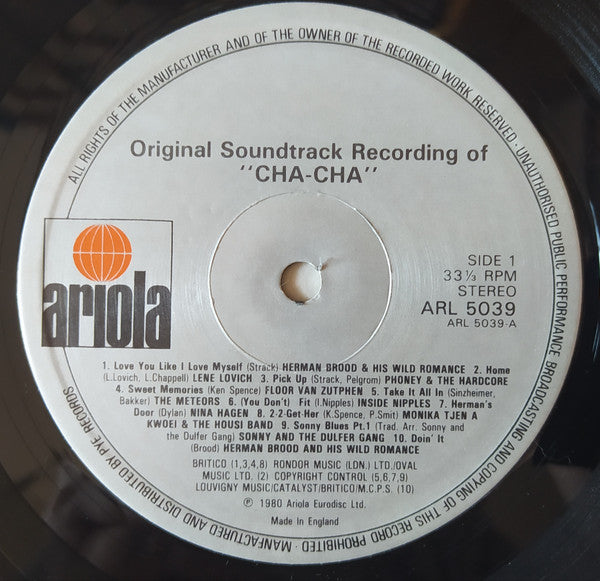 ALL RIGHTS OF THE MANUFACTURER AND OF THE OWNER OF THE RECORDED WORK RESERVED · UNAUTHORISED PUBLIC PERFORMANCE BROADCASTING AND COPYING OF THIS RECORD PROHIBITED · MANUFACTURED AND DISTRIBUTED BY PYE RECORDS
Original Soundtrack Recording of
"CHA-CHA"
ariola
SIDE 1
33⅓ RPM
STEREO
ARL 5039
ARL 5039-A
1. Love You Like I Love Myself (Strack) HERMAN BROOD & HIS WILD ROMANCE 2. Home
(L.Lovich, L.Chappell) LENE LOVICH 3. Pick Up (Strack, Pelgrom) PHONEY & THE HARDCORE
4. Sweet Memories (Ken Spence) FLOOR VAN ZUTPHEN 5. Take It All In (Sinzheimer,
Bakker) THE METEORS 6. (You Don't) Fit (I.Nipples) INSIDE NIPPLES 7. Herman's
Door (Dylan) NINA HAGEN 8. 2-2-Get-Her (K.Spence, P.Smit) MONIKA TJEN A
KWOEI & THE HOUSI BAND 9. Sonny Blues Pt.1 (Trad. Arr. Sonny and
the Dulfer Gang) SONNY AND THE DULFER GANG 10. Doin' It
(Brood) HERMAN BROOD AND HIS WILD ROMANCE
BRITICO (1,3,4,8) RONDOR MUSIC (LDN.) LTD./OVAL
MUSIC LTD. (2) COPYRIGHT CONTROL (5,6,7,9)
LOUVIGNY MUSIC/CATALYST/BRITICO/M.C.P.S. (10)
℗ 1980 Ariola Eurodisc Ltd.
Made in England